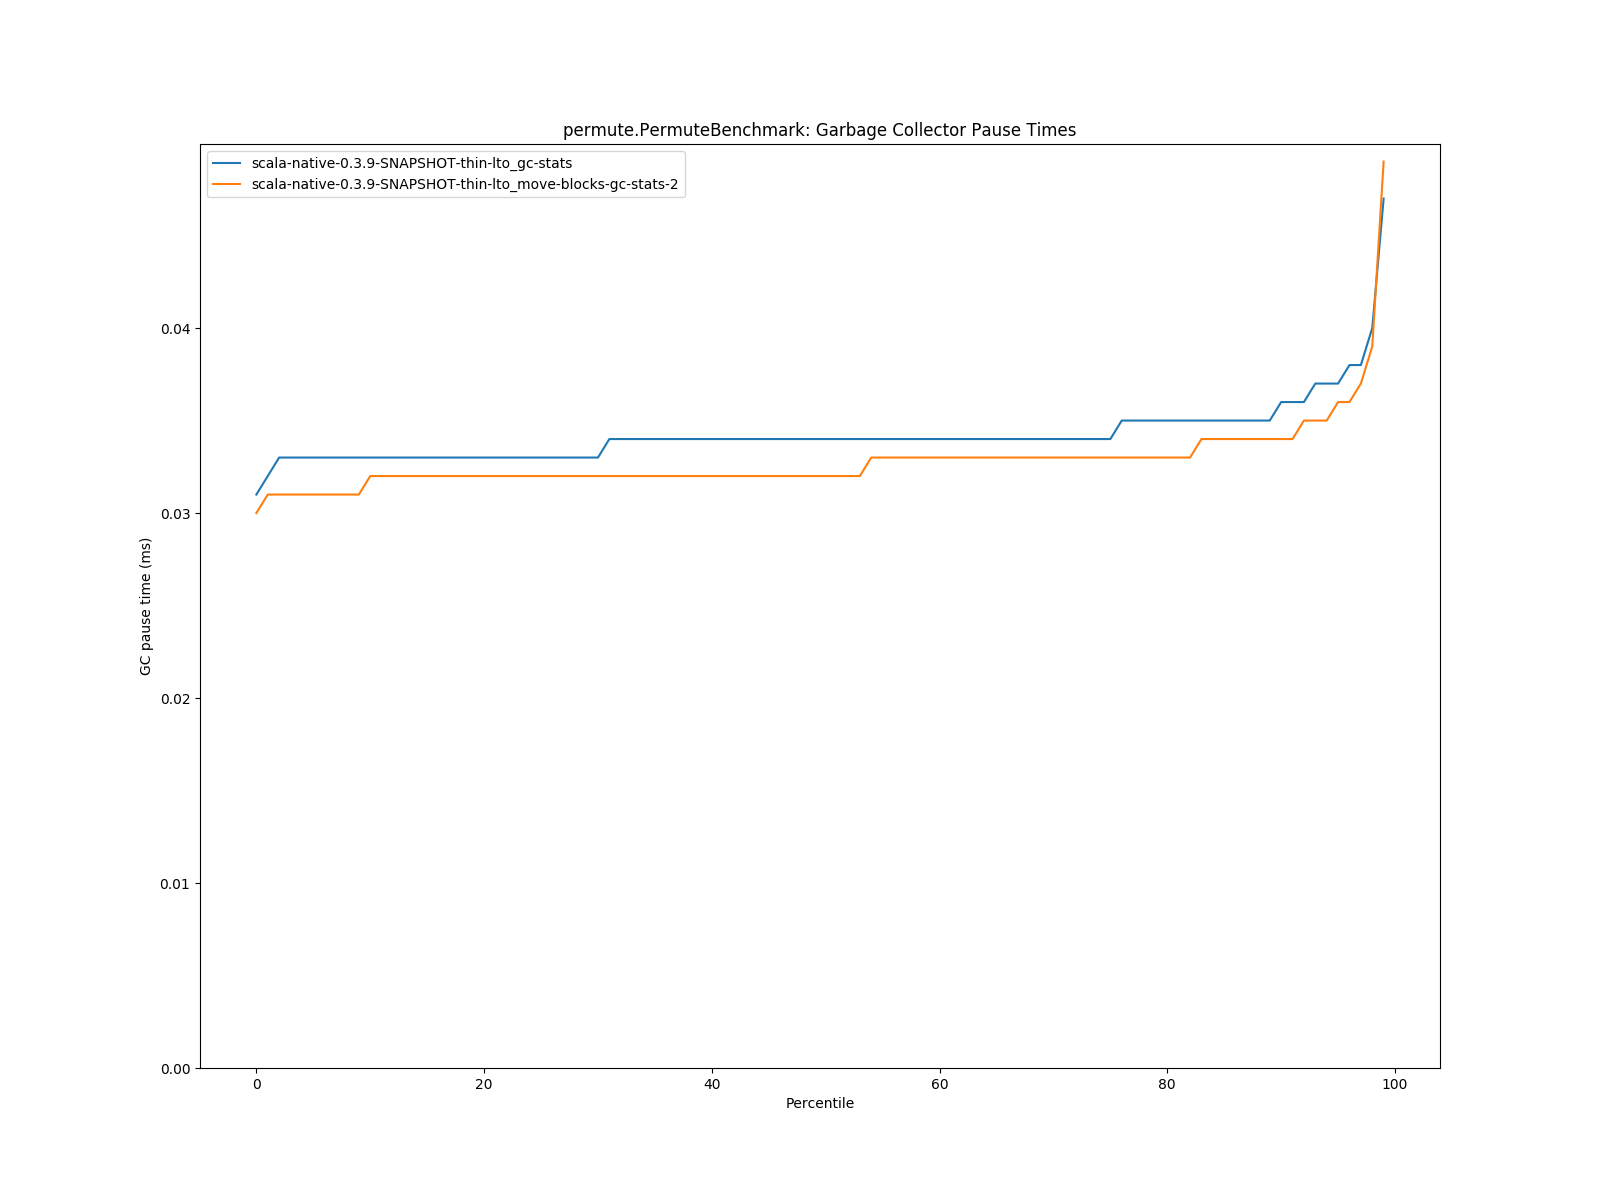 permute.PermuteBenchmark: Garbage Collector Pause Times
scala-native-0.3.9-SNAPSHOT-thin-lto_gc-stats
scala-native-0.3.9-SNAPSHOT-thin-lto_move-blocks-gc-stats-2
0.04
0.03
0.02
0.01
0.00
GC pause time (ms)
0 20 40 60 80 100
Percentile